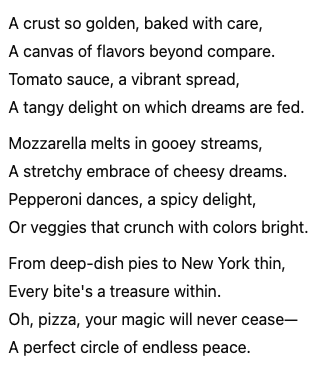 A crust so golden, baked with care,
A canvas of flavors beyond compare.
Tomato sauce, a vibrant spread,
A tangy delight on which dreams are fed.
Mozzarella melts in gooey streams,
A stretchy embrace of cheesy dreams.
Pepperoni dances, a spicy delight,
Or veggies that crunch with colors bright.
From deep-dish pies to New York thin,
Every bite's a treasure within.
Oh, pizza, your magic will never cease—
A perfect circle of endless peace.